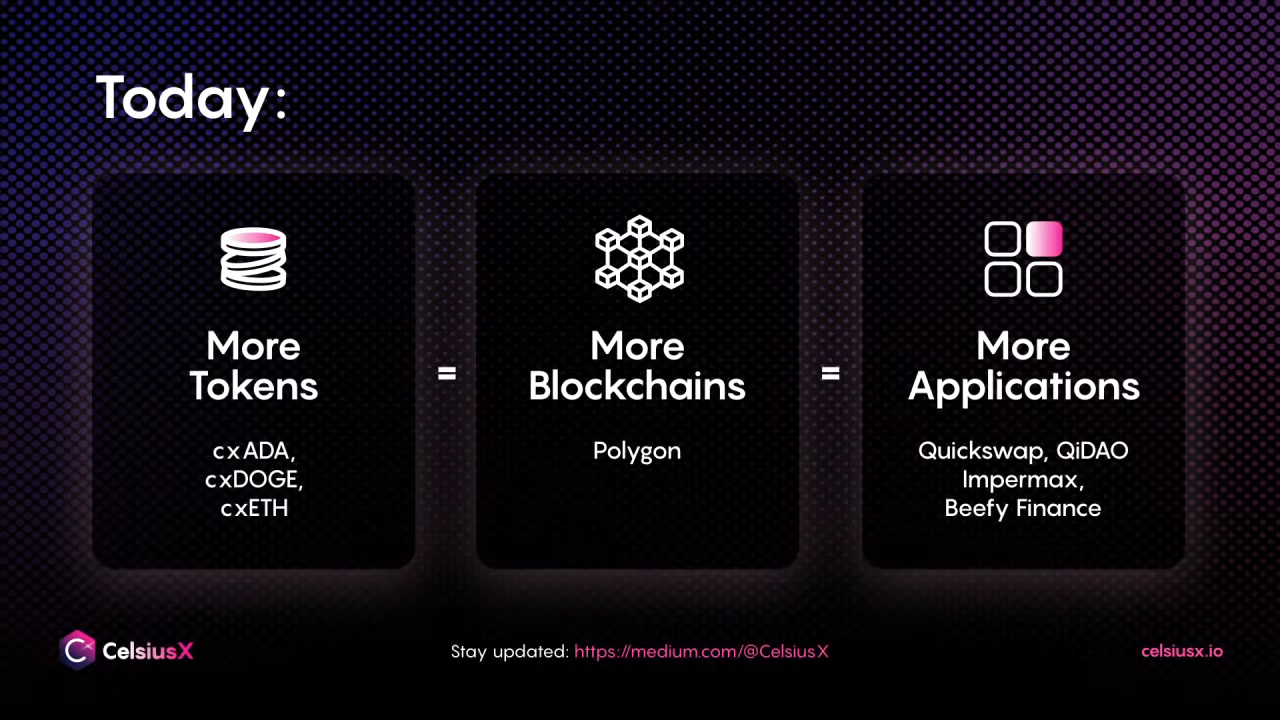 Today:
More
Tokens
cxADA,
cxDOGE,
cxETH
=
More
Blockchains
Polygon
=
More
Applications
Quickswap, QiDAO
Impermax,
Beefy Finance
CelsiusX
Stay updated: https://medium.com/@CelsiusX
celsiusx.io